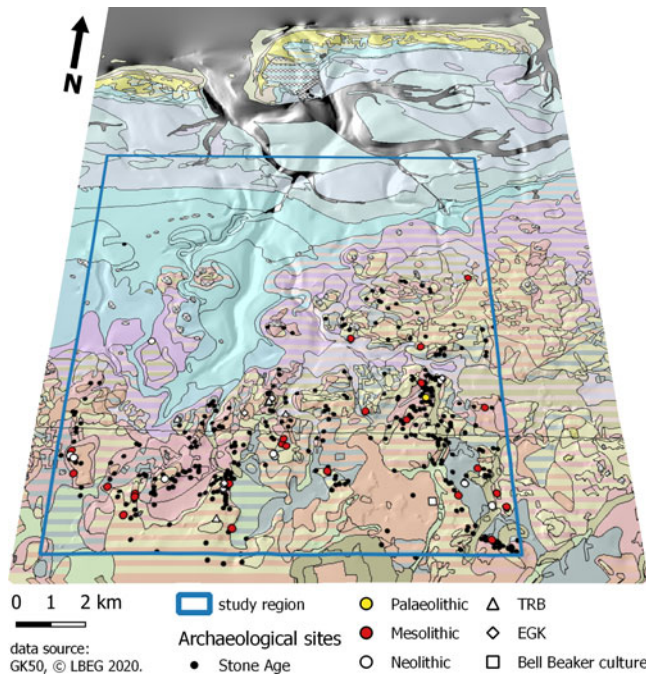 N
0 1 2 km
data source:
GK50, © LBEG 2020.
study region
Archaeological sites
Stone Age
Palaeolithic
Mesolithic
Neolithic
TRB
EGK
Bell Beaker culture